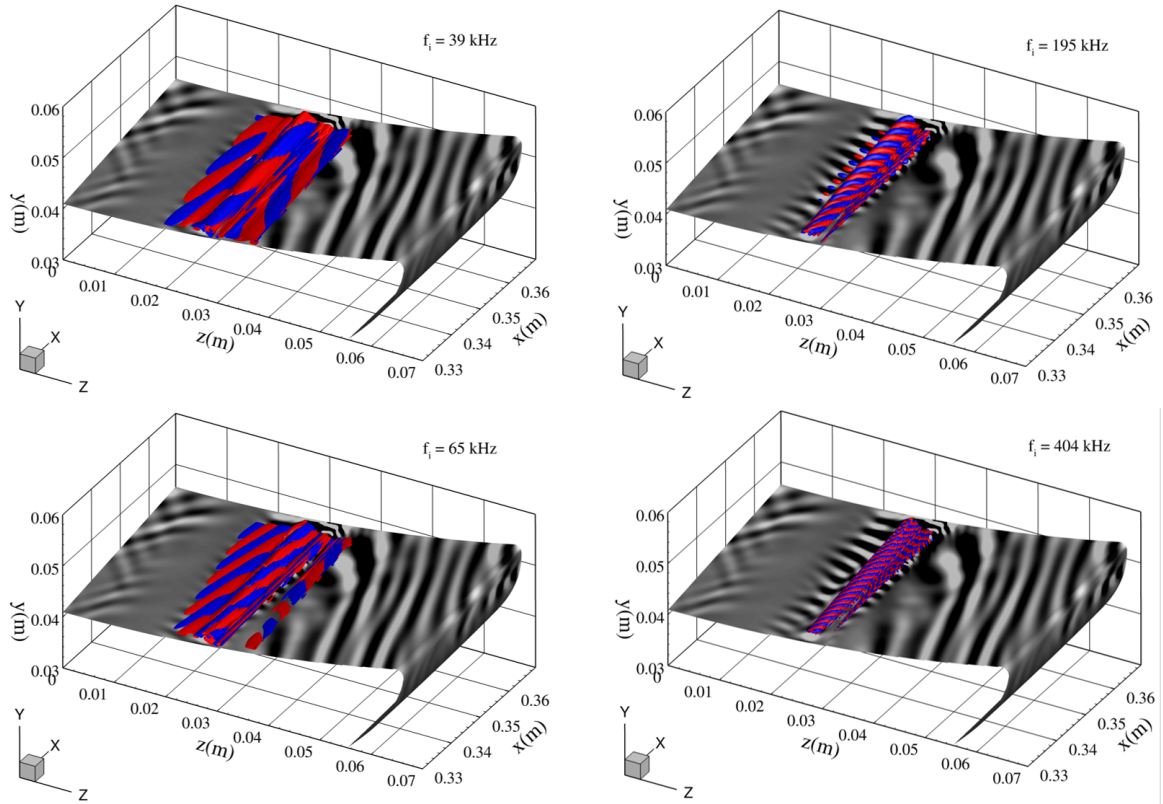 f_i = 39 kHz
0.06
0.05
0.04
0.03
y(m)
0
0.01
0.02
0.03
0.04
0.05
0.06
0.07
z(m)
0.33
0.34
0.35
0.36
x(m)
Y
X
Z
f_i = 195 kHz
0.06
0.05
0.04
0.03
y(m)
0
0.01
0.02
0.03
0.04
0.05
0.06
0.07
z(m)
0.33
0.34
0.35
0.36
x(m)
Y
X
Z
f_i = 65 kHz
0.06
0.05
0.04
0.03
y(m)
0
0.01
0.02
0.03
0.04
0.05
0.06
0.07
z(m)
0.33
0.34
0.35
0.36
x(m)
Y
X
Z
f_i = 404 kHz
0.06
0.05
0.04
0.03
y(m)
0
0.01
0.02
0.03
0.04
0.05
0.06
0.07
z(m)
0.33
0.34
0.35
0.36
x(m)
Y
X
Z